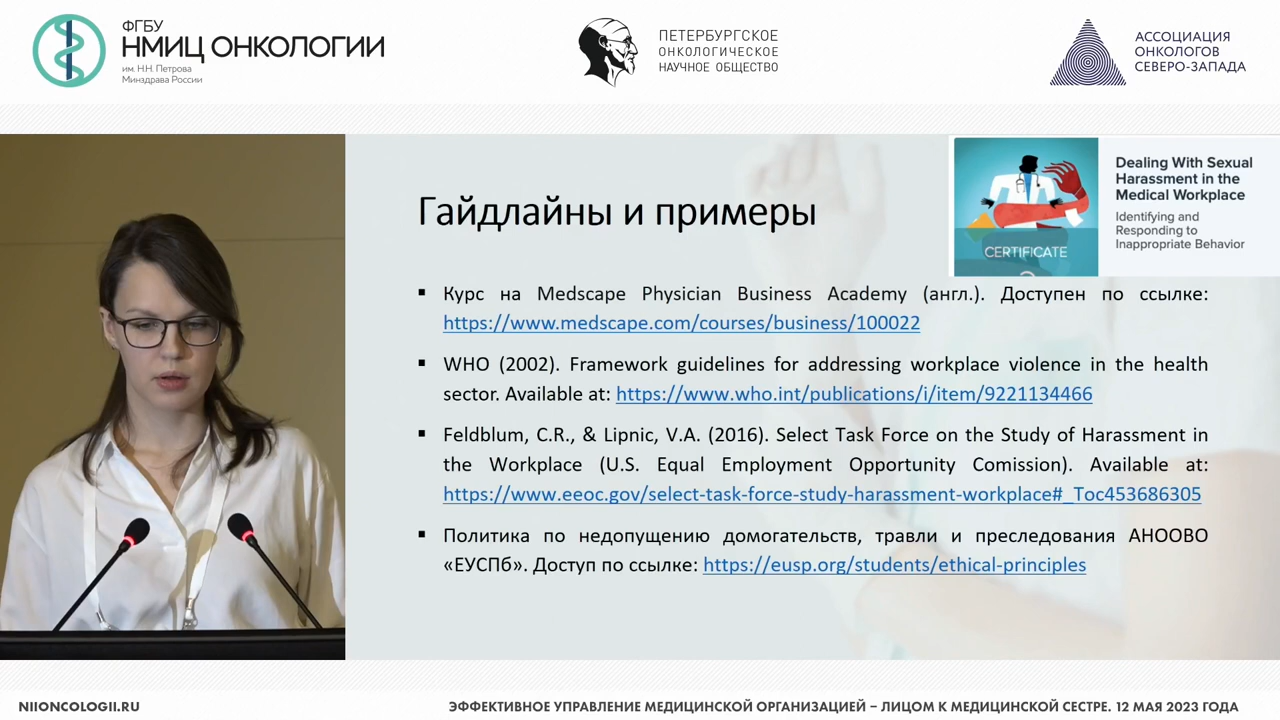 ФГБУ
НМИЦ ОНКОЛОГИИ
им. Н.Н. Петрова
Минздрава России
ПЕТЕРБУРГСКОЕ
ОНКОЛОГИЧЕСКОЕ
НАУЧНОЕ ОБЩЕСТВО
АССОЦИАЦИЯ
ОНКОЛОГОВ
СЕВЕРО-ЗАПАДА
CERTIFICATE
Dealing With Sexual
Harassment in the
Medical Workplace
Identifying and
Responding to
Inappropriate Behavior
Гайдлайны и примеры
▪ Курс на Medscape Physician Business Academy (англ.). Доступен по ссылке:
https://www.medscape.com/courses/business/100022
▪ WHO (2002). Framework guidelines for addressing workplace violence in the health
sector. Available at: https://www.who.int/publications/i/item/9221134466
▪ Feldblum, C.R., & Lipnic, V.A. (2016). Select Task Force on the Study of Harassment in
the Workplace (U.S. Equal Employment Opportunity Comission). Available at:
https://www.eeoc.gov/select-task-force-study-harassment-workplace#_Toc453686305
▪ Политика по недопущению домогательств, травли и преследования АНООВО
«ЕУСПб». Доступ по ссылке: https://eusp.org/students/ethical-principles
NIIONCOLOGII.RU
ЭФФЕКТИВНОЕ УПРАВЛЕНИЕ МЕДИЦИНСКОЙ ОРГАНИЗАЦИЕЙ – ЛИЦОМ К МЕДИЦИНСКОЙ СЕСТРЕ. 12 МАЯ 2023 ГОДА